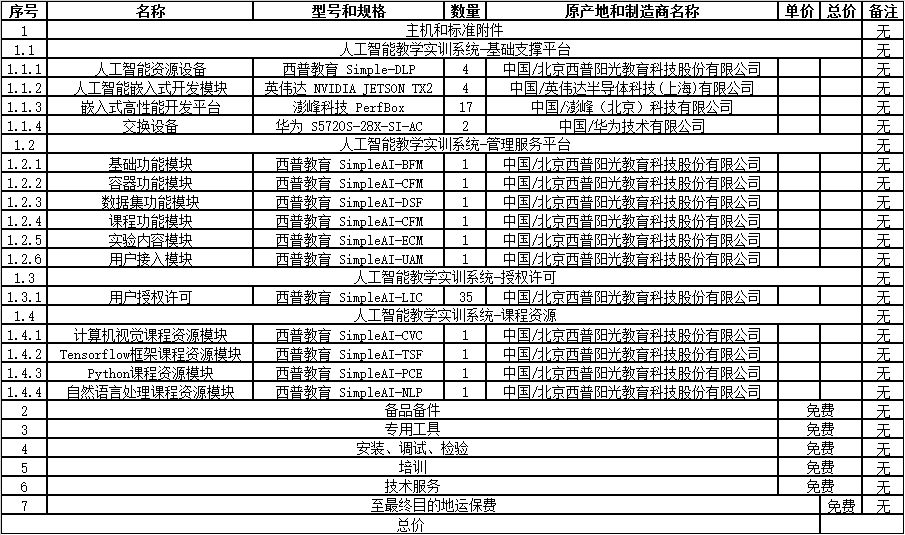 序号 名称 型号和规格 数量 原产地和制造商名称 单价 总价 备注
1 主机和标准附件 无
1.1 人工智能教学实训系统-基础支撑平台 无
1.1.1 人工智能资源设备 西普教育 Simple-DLP 4 中国/北京西普阳光教育科技股份有限公司 无
1.1.2 人工智能嵌入式开发模块 英伟达 NVIDIA JETSON TX2 4 中国/英伟达半导体科技(上海)有限公司 无
1.1.3 嵌入式高性能开发平台 澎峰科技 PerfBox 17 中国/澎峰（北京）科技有限公司 无
1.1.4 交换设备 华为 S5720S-28X-SI-AC 2 中国/华为技术有限公司 无
1.2 人工智能教学实训系统-管理服务平台 无
1.2.1 基础功能模块 西普教育 SimpleAI-BFM 1 中国/北京西普阳光教育科技股份有限公司 无
1.2.2 容器功能模块 西普教育 SimpleAI-CFM 1 中国/北京西普阳光教育科技股份有限公司 无
1.2.3 数据集功能模块 西普教育 SimpleAI-DSF 1 中国/北京西普阳光教育科技股份有限公司 无
1.2.4 课程功能模块 西普教育 SimpleAI-CFM 1 中国/北京西普阳光教育科技股份有限公司 无
1.2.5 实验内容模块 西普教育 SimpleAI-ECM 1 中国/北京西普阳光教育科技股份有限公司 无
1.2.6 用户接入模块 西普教育 SimpleAI-UAM 1 中国/北京西普阳光教育科技股份有限公司 无
1.3 人工智能教学实训系统-授权许可 无
1.3.1 用户授权许可 西普教育 SimpleAI-LIC 35 中国/北京西普阳光教育科技股份有限公司 无
1.4 人工智能教学实训系统-课程资源 无
1.4.1 计算机视觉课程资源模块 西普教育 SimpleAI-CVC 1 中国/北京西普阳光教育科技股份有限公司 无
1.4.2 Tensorflow框架课程资源模块 西普教育 SimpleAI-TSF 1 中国/北京西普阳光教育科技股份有限公司 无
1.4.3 Python课程资源模块 西普教育 SimpleAI-PCE 1 中国/北京西普阳光教育科技股份有限公司 无
1.4.4 自然语言处理课程资源模块 西普教育 SimpleAI-NLP 1 中国/北京西普阳光教育科技股份有限公司 无
2 备品备件 免费 无
3 专用工具 免费 无
4 安装、调试、检验 免费 无
5 培训 免费 无
6 技术服务 免费 无
7 至最终目的地运保费 免费 无
总价